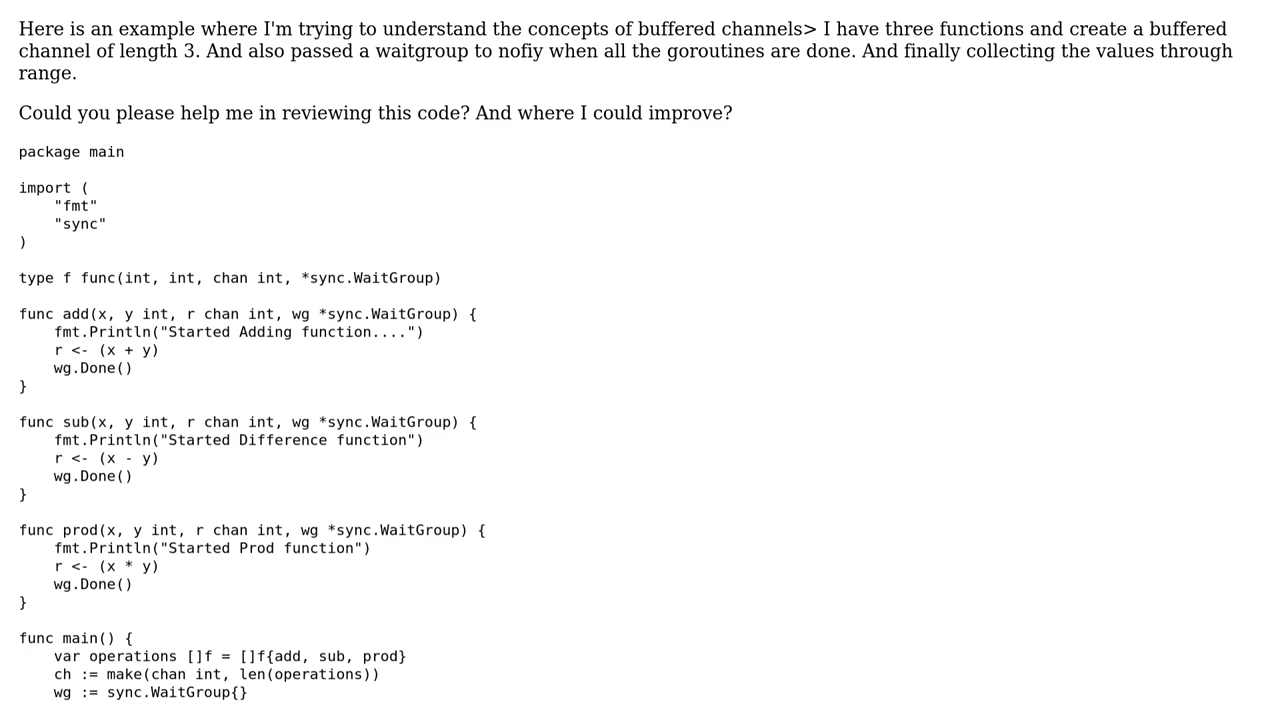 Here is an example where I'm trying to understand the concepts of buffered channels> I have three functions and create a buffered
channel of length 3. And also passed a waitgroup to nofiy when all the goroutines are done. And finally collecting the values through
range.
Could you please help me in reviewing this code? And where I could improve?
package main
import (
    "fmt"
    "sync"
)
type f func(int, int, chan int, *sync.WaitGroup)
func add(x, y int, r chan int, wg *sync.WaitGroup) {
    fmt.Println("Started Adding function....")
    r <- (x + y)
    wg.Done()
}
func sub(x, y int, r chan int, wg *sync.WaitGroup) {
    fmt.Println("Started Difference function")
    r <- (x - y)
    wg.Done()
}
func prod(x, y int, r chan int, wg *sync.WaitGroup) {
    fmt.Println("Started Prod function")
    r <- (x * y)
    wg.Done()
}
func main() {
    var operations []f = []f{add, sub, prod}
    ch := make(chan int, len(operations))
    wg := sync.WaitGroup{}